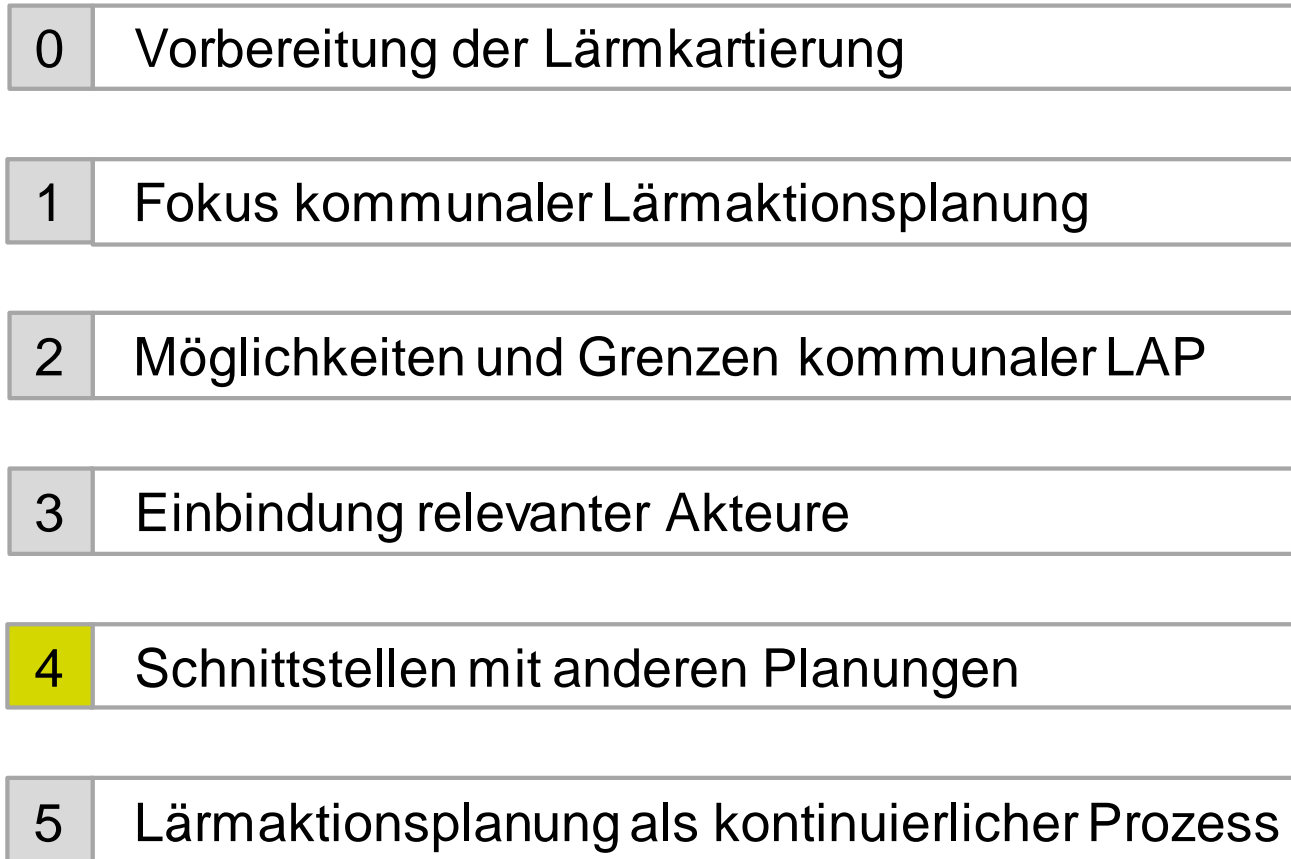 0 Vorbereitung der Lärmkartierung
1 Fokus kommunaler Lärmaktionsplanung
2 Möglichkeiten und Grenzen kommunaler LAP
3 Einbindung relevanter Akteure
4 Schnittstellen mit anderen Planungen
5 Lärmaktionsplanung als kontinuierlicher Prozess